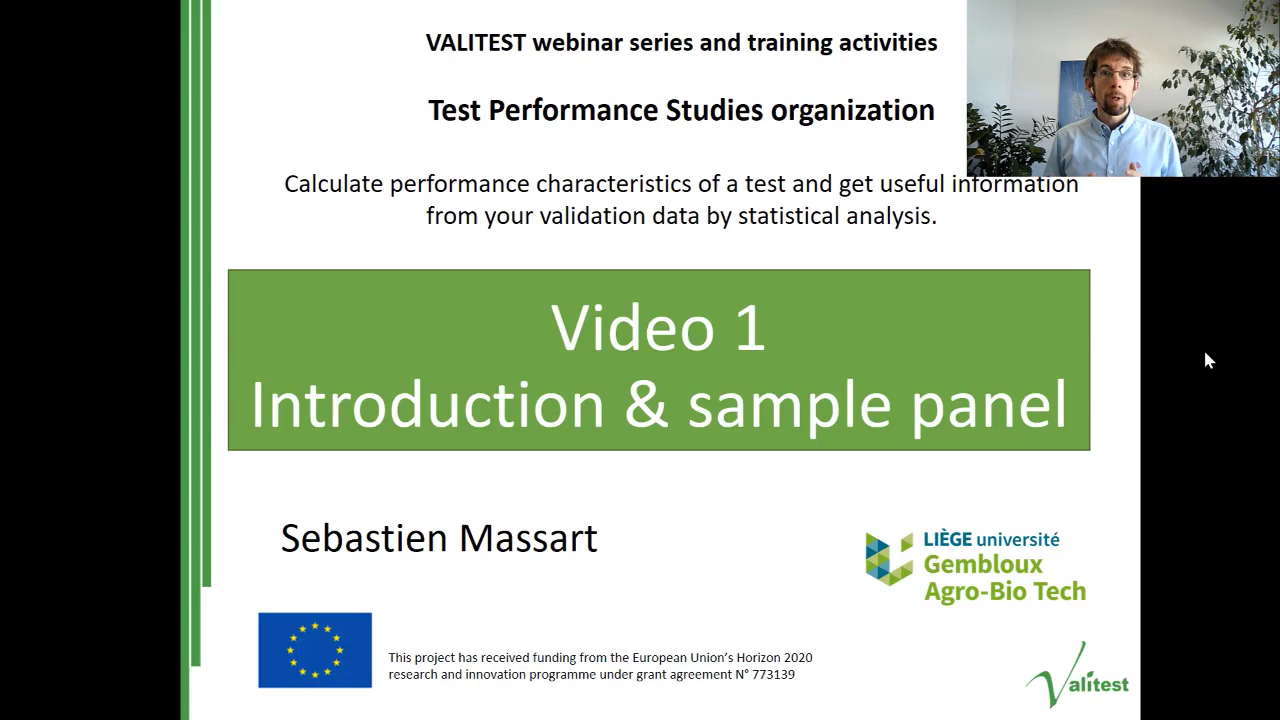 VALITEST webinar series and training activities
Test Performance Studies organization
Calculate performance characteristics of a test and get useful information
from your validation data by statistical analysis.
Video 1
Introduction & sample panel
Sebastien Massart
LIÈGE université
Gembloux
Agro-Bio Tech
This project has received funding from the European Union's Horizon 2020
research and innovation programme under grant agreement N° 773139
Valitest